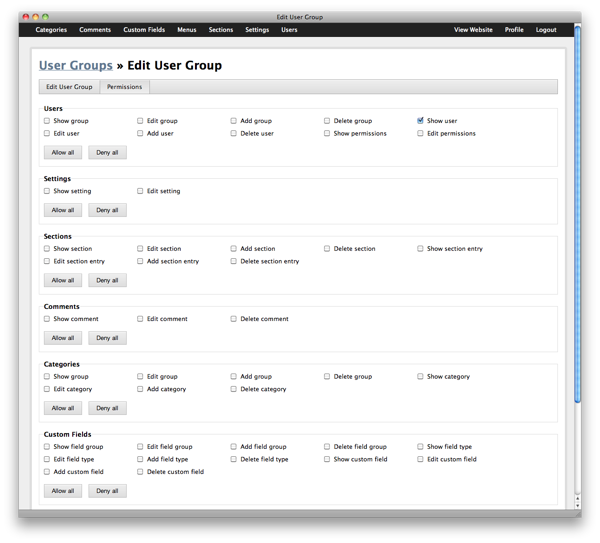 Edit User Group
Categories Comments Custom Fields Menus Sections Settings Users View Website Profile Logout
User Groups » Edit User Group
Edit User Group Permissions
Users
Show group Edit group Add group Delete group Show user
Edit user Add user Delete user Show permissions Edit permissions
Allow all Deny all
Settings
Show setting Edit setting
Allow all Deny all
Sections
Show section Edit section Add section Delete section Show section entry
Edit section entry Add section entry Delete section entry
Allow all Deny all
Comments
Show comment Edit comment Delete comment
Allow all Deny all
Categories
Show group Edit group Add group Delete group Show category
Edit category Add category Delete category
Allow all Deny all
Custom Fields
Show field group Edit field group Add field group Delete field group Show field type
Edit field type Add field type Delete field type Show custom field Edit custom field
Add custom field Delete custom field
Allow all Deny all